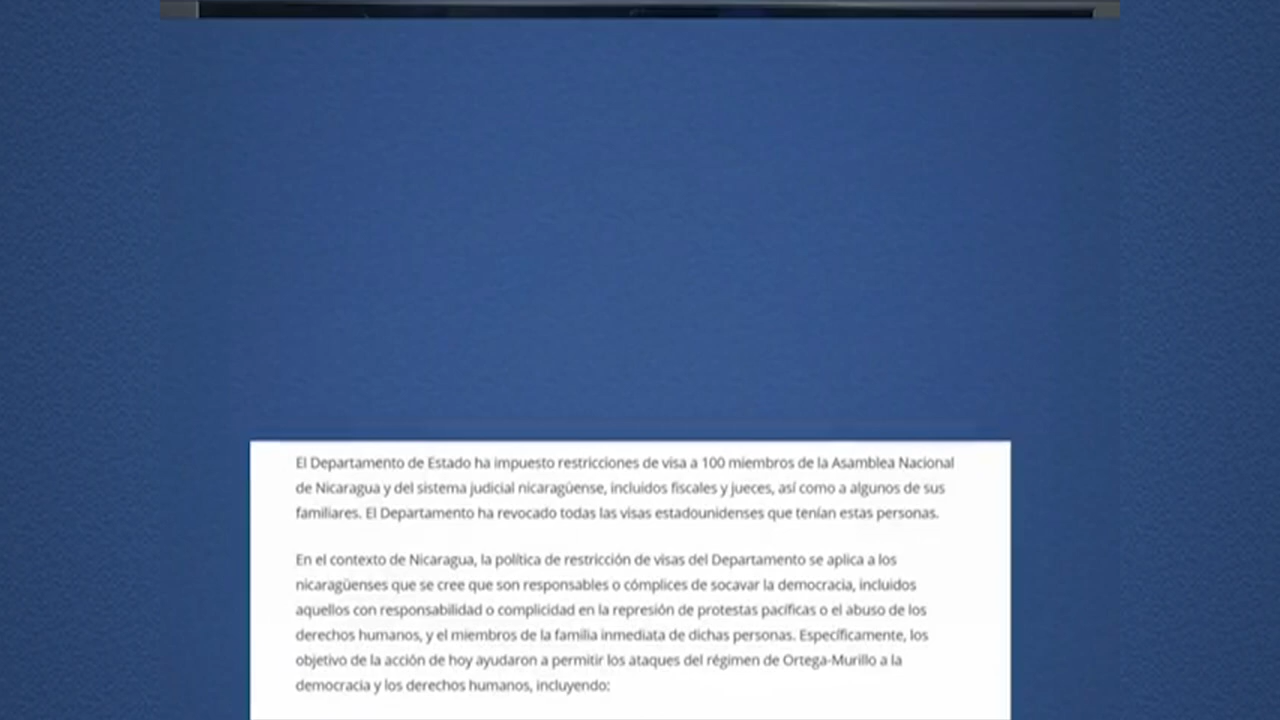 El Departamento de Estado ha impuesto restricciones de visa a 100 miembros de la Asamblea Nacional
de Nicaragua y del sistema judicial nicaragüense, incluidos fiscales y jueces, así como a algunos de sus
familiares. El Departamento ha revocado todas las visas estadounidenses que tenían estas personas.
En el contexto de Nicaragua, la política de restricción de visas del Departamento se aplica a los
nicaragüenses que se cree que son responsables o cómplices de socavar la democracia, incluidos
aquellos con responsabilidad o complicidad en la represión de protestas pacíficas o el abuso de los
derechos humanos, y el miembros de la familia inmediata de dichas personas. Específicamente, los
objetivo de la acción de hoy ayudaron a permitir los ataques del régimen de Ortega-Murillo a la
democracia y los derechos humanos, incluyendo: